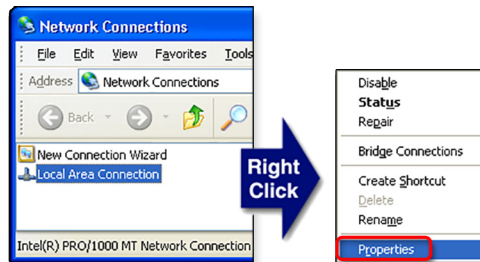 Network Connections
File Edit View Favorites Tools
Address Network Connections
Back
New Connection Wizard
Local Area Connection
Intel(R) PRO/1000 MT Network Connection
Right
Click
Disable
Status
Repair
Bridge Connections
Create Shortcut
Delete
Rename
Properties